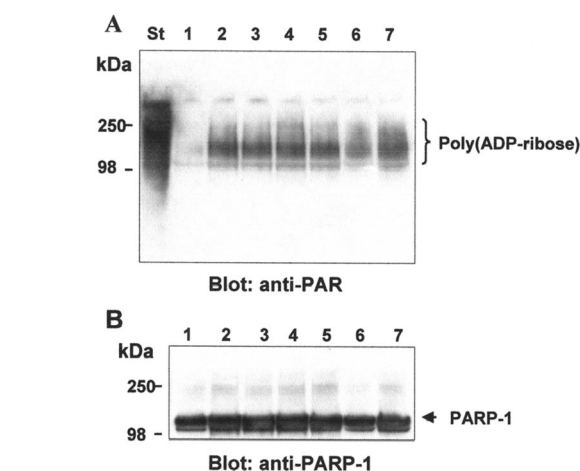 A
St 1 2 3 4 5 6 7
kDa
250-
98 -
Poly(ADP-ribose)
Blot: anti-PAR
B
1 2 3 4 5 6 7
kDa
250-
PARP-1
98 -
Blot: anti-PARP-1